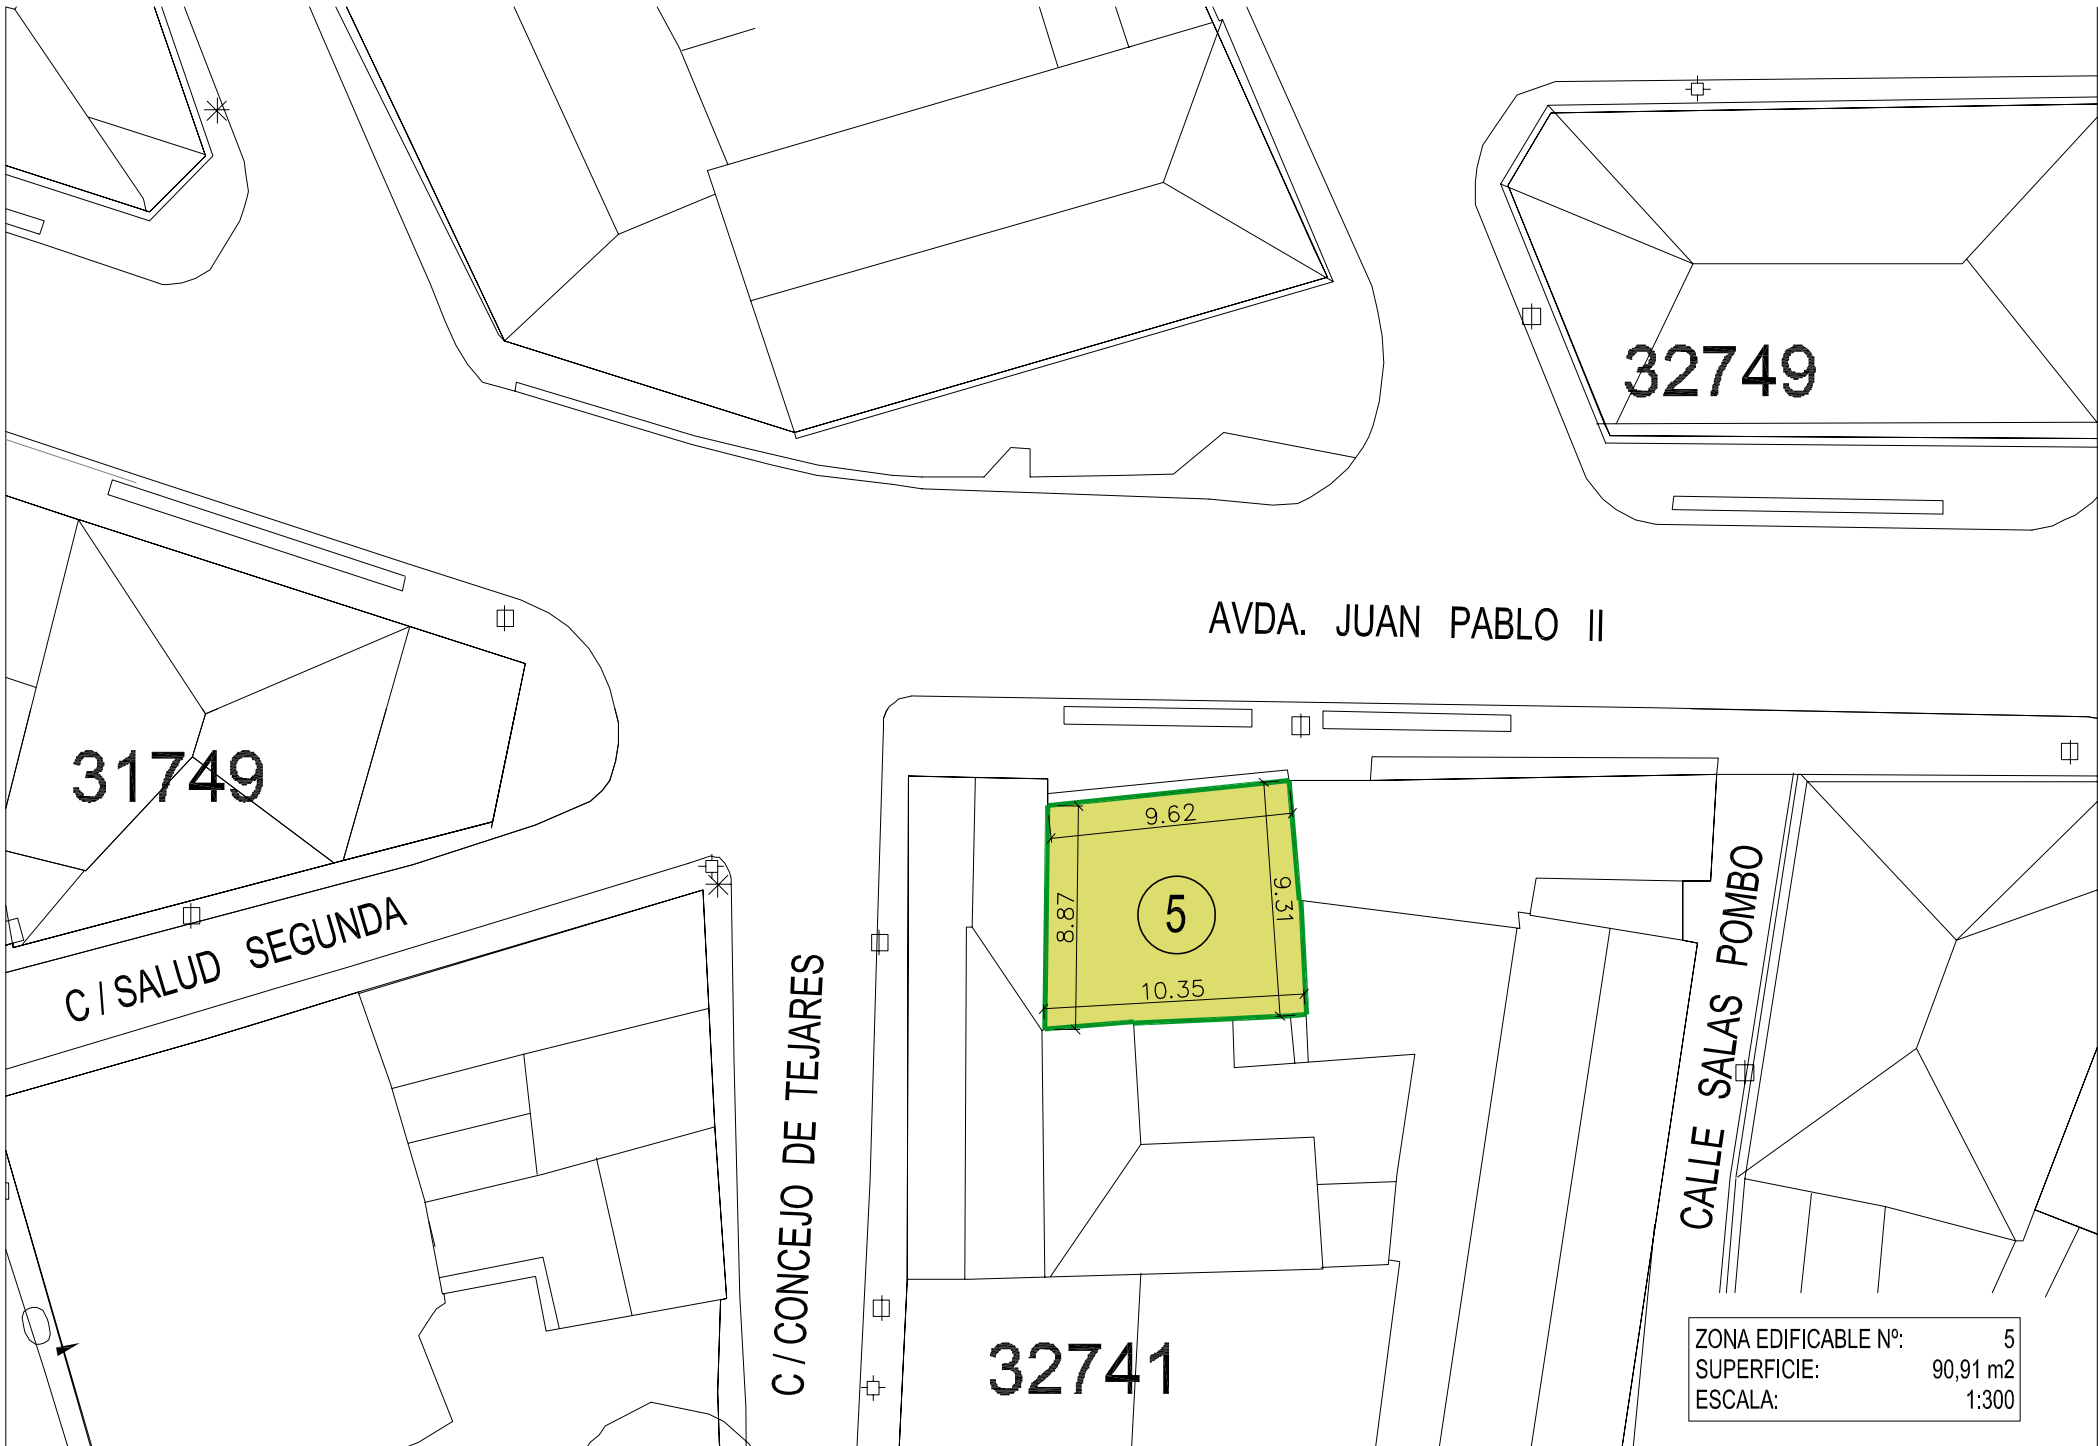 32749
AVDA. JUAN PABLO II
31749
9.62
8.87
5
9.31
10.35
C / SALUD SEGUNDA
C / CONCEJO DE TEJARES
CALLE SALAS POMBO
32741
ZONA EDIFICABLE Nº: 5
SUPERFICIE: 90,91 m2
ESCALA: 1:300